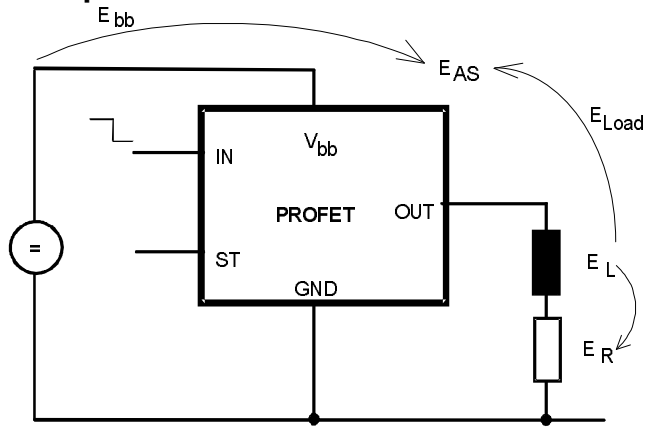 E bb
E AS
E Load
V bb
IN
PROFET
OUT
=
ST
E L
GND
E R